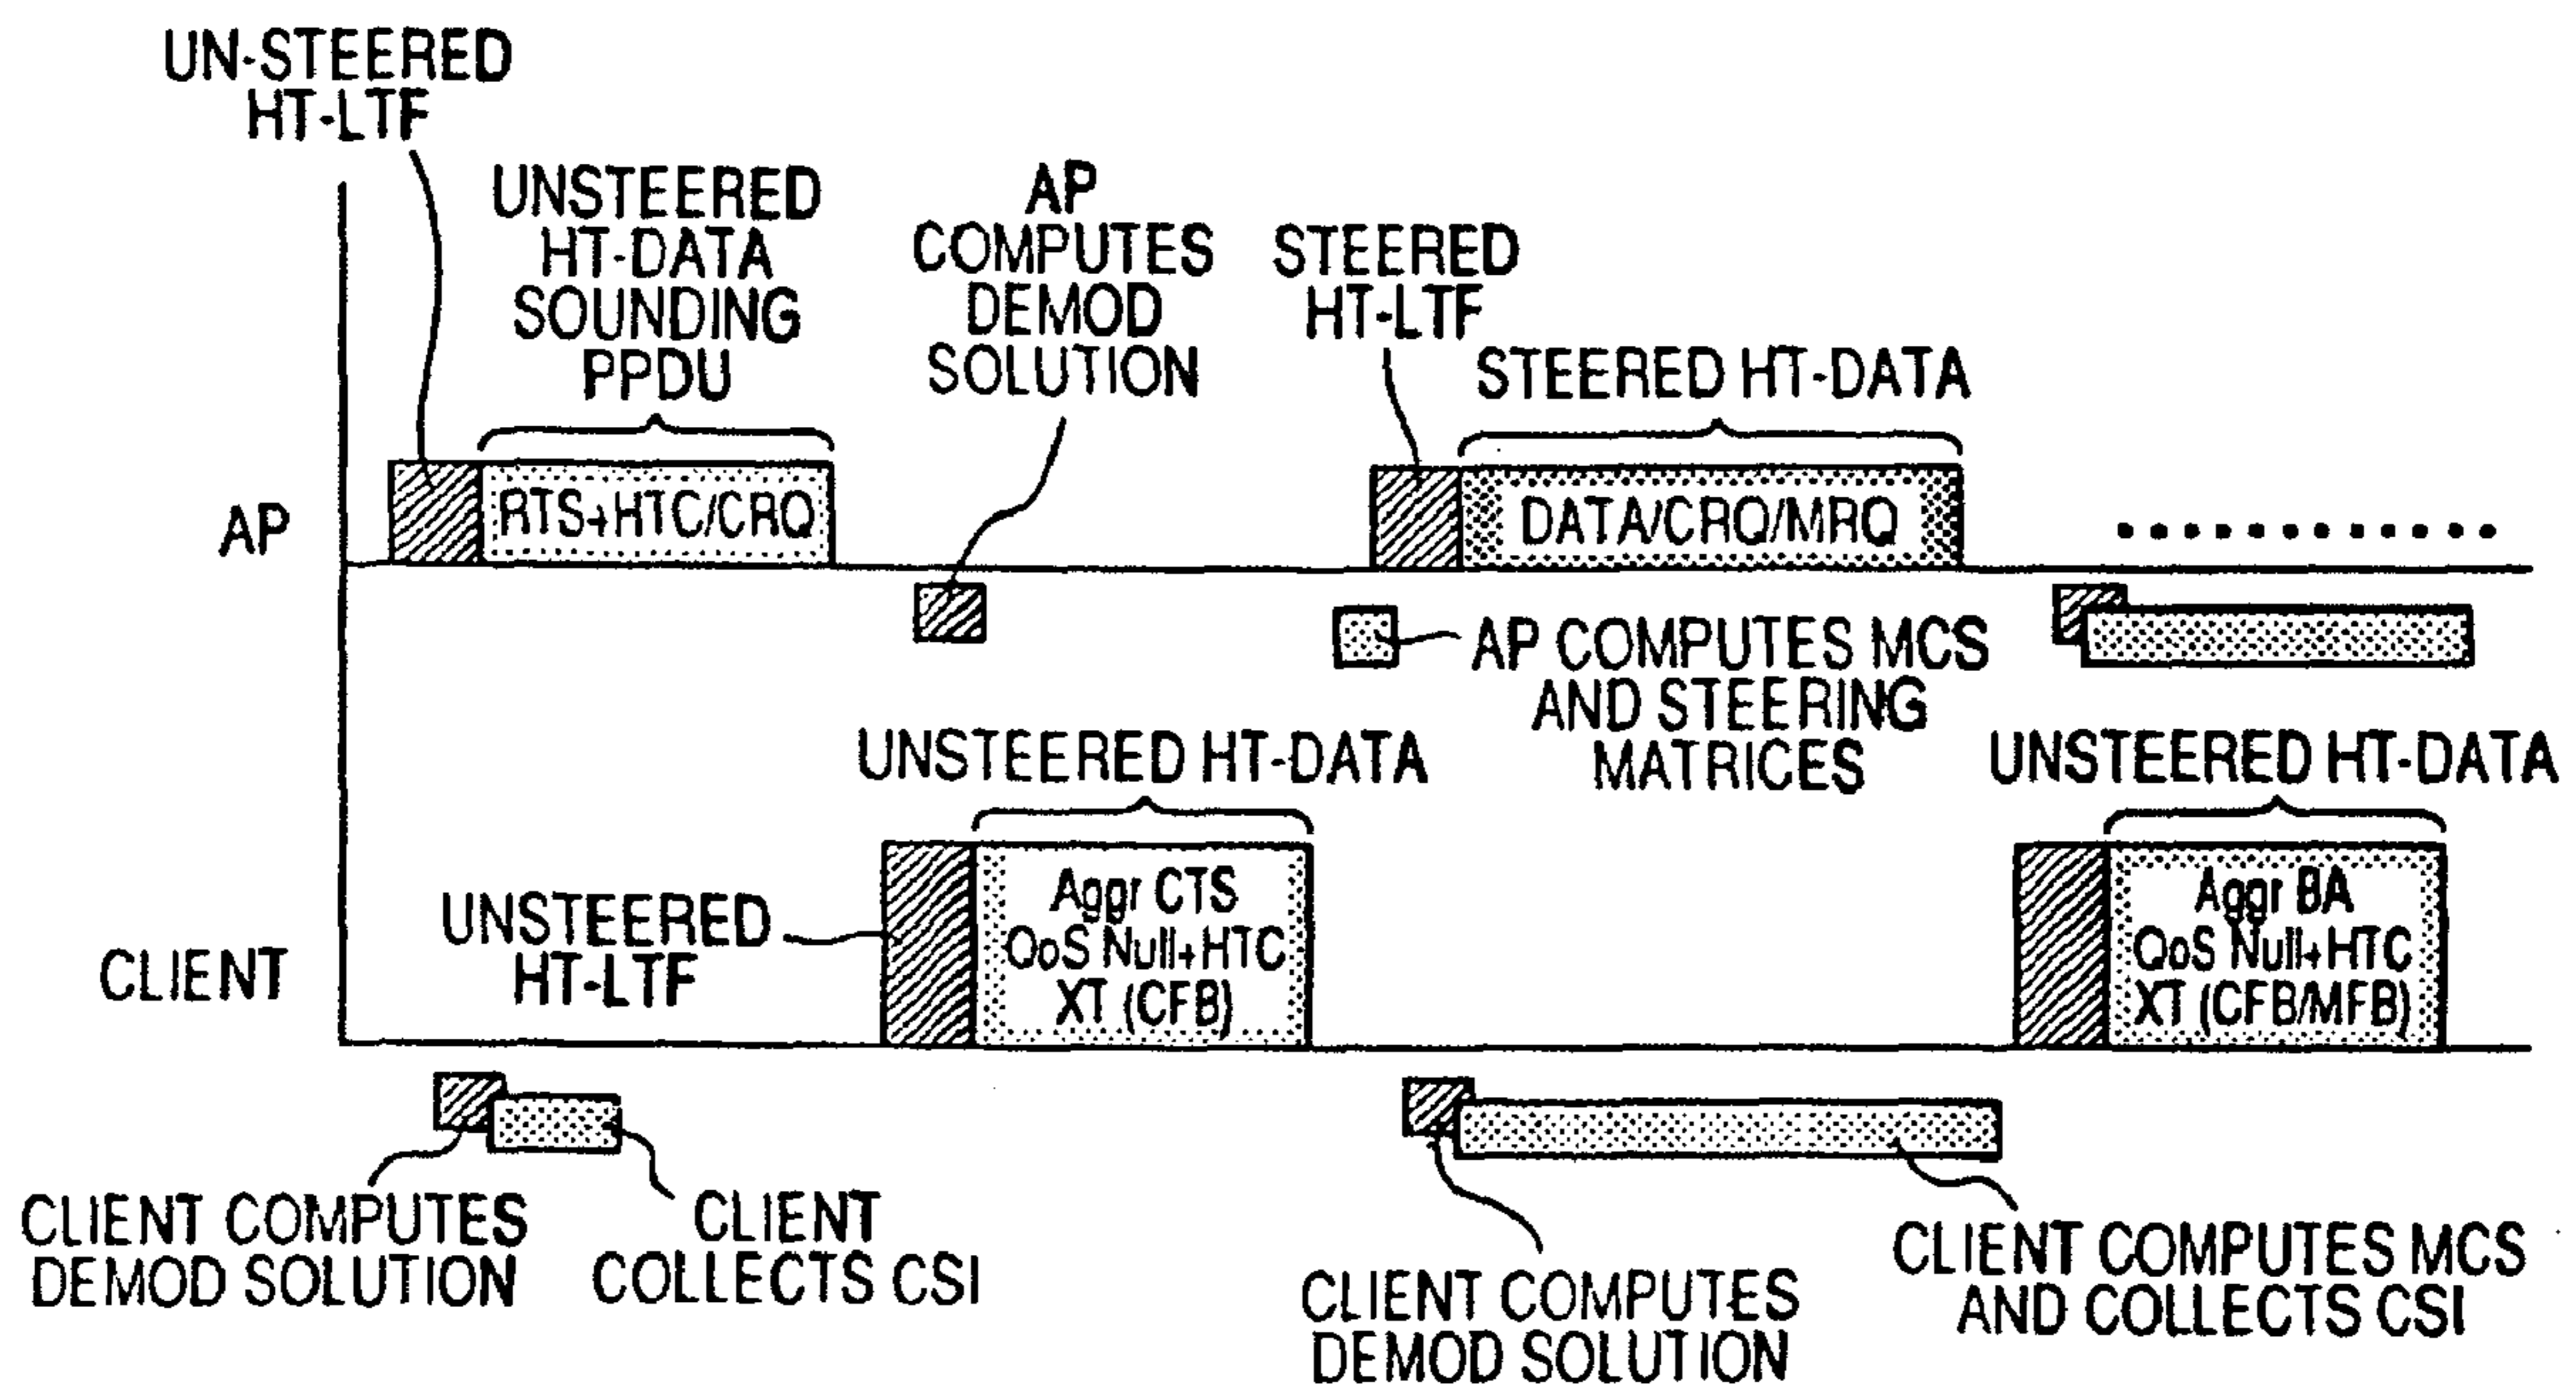 UN-STEERED
HT-LTF
UNSTEERED
HT-DATA
SOUNDING
PPDU
AP
COMPUTES
DEMOD
SOLUTION
STEERED
HT-LTF
STEERED HT-DATA
AP
RTS+HTC/CRQ
DATA/CRQ/MRQ
AP COMPUTES MCS
AND STEERING
MATRICES
UNSTEERED HT-DATA
UNSTEERED HT-DATA
CLIENT
UNSTEERED
HT-LTF
Aggr CTS
QoS Null+HTC
XT (CFB)
Aggr BA
QoS Null+HTC
XT (CFB/MFB)
CLIENT COMPUTES
DEMOD SOLUTION
CLIENT
COLLECTS CSI
CLIENT COMPUTES
DEMOD SOLUTION
CLIENT COMPUTES MCS
AND COLLECTS CSI